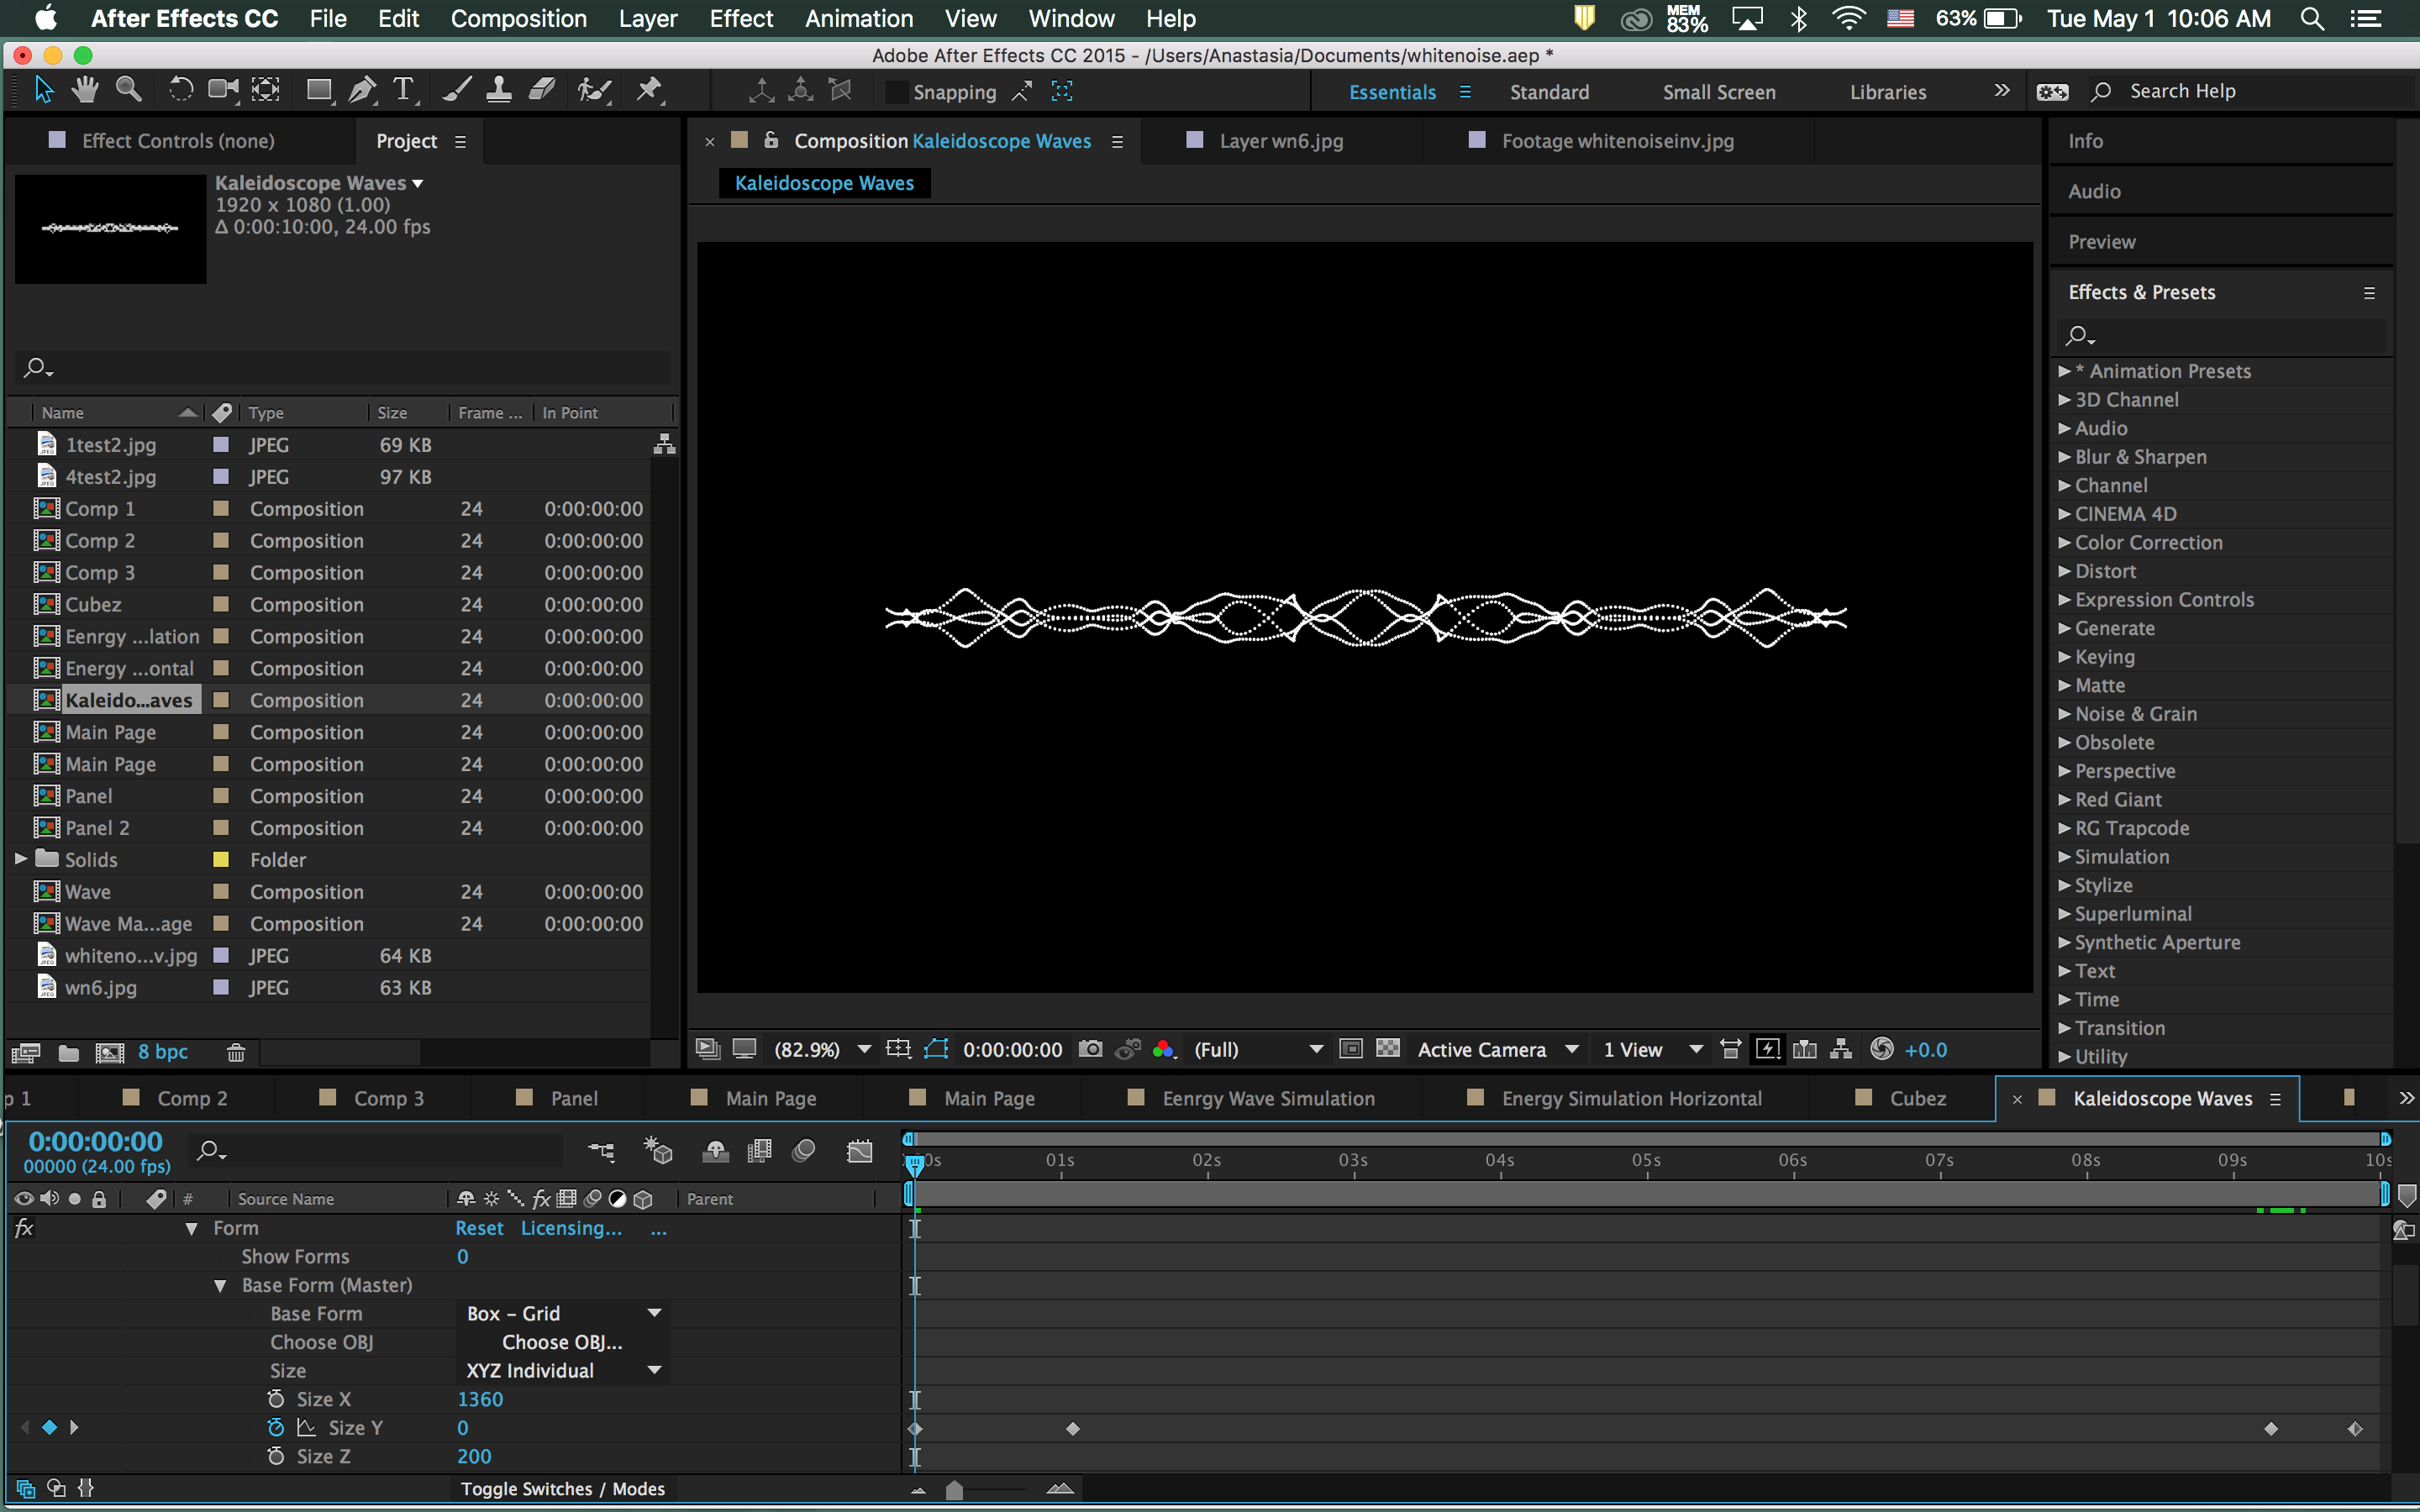 After Effects CC File Edit Composition Layer Effect Animation View Window Help MEM 83% 63% Tue May 1 10:06 AM
Adobe After Effects CC 2015 - /Users/Anastasia/Documents/whitenoise.aep *
T Snapping Essentials Standard Small Screen Libraries » Search Help
Effect Controls (none) Project
× Composition Kaleidoscope Waves Layer wn6.jpg Footage whitenoiseinv.jpg
Kaleidoscope Waves
Kaleidoscope Waves
1920 x 1080 (1.00)
Δ 0:00:10:00, 24.00 fps
Name Type Size Frame ... In Point
1test2.jpg JPEG 69 KB
4test2.jpg JPEG 97 KB
Comp 1 Composition 24 0:00:00:00
Comp 2 Composition 24 0:00:00:00
Comp 3 Composition 24 0:00:00:00
Cubez Composition 24 0:00:00:00
Eenrgy ...lation Composition 24 0:00:00:00
Energy ...ontal Composition 24 0:00:00:00
Kaleido...aves Composition 24 0:00:00:00
Main Page Composition 24 0:00:00:00
Main Page Composition 24 0:00:00:00
Panel Composition 24 0:00:00:00
Panel 2 Composition 24 0:00:00:00
Solids Folder
Wave Composition 24 0:00:00:00
Wave Ma...age Composition 24 0:00:00:00
whiteno...v.jpg JPEG 64 KB
wn6.jpg JPEG 63 KB
8 bpc
(82.9%) 0:00:00:00 (Full) Active Camera 1 View +0.0
Info
Audio
Preview
Effects & Presets
* Animation Presets
3D Channel
Audio
Blur & Sharpen
Channel
CINEMA 4D
Color Correction
Distort
Expression Controls
Generate
Keying
Matte
Noise & Grain
Obsolete
Perspective
Red Giant
RG Trapcode
Simulation
Stylize
Superluminal
Synthetic Aperture
Text
Time
Transition
Utility
p 1 Comp 2 Comp 3 Panel Main Page Main Page Eenrgy Wave Simulation Energy Simulation Horizontal Cubez × Kaleidoscope Waves »
0:00:00:00
00000 (24.00 fps)
0s 01s 02s 03s 04s 05s 06s 07s 08s 09s 10s
# Source Name fx Parent
fx Form Reset Licensing... ...
Show Forms 0
Base Form (Master)
Base Form Box - Grid
Choose OBJ Choose OBJ...
Size XYZ Individual
Size X 1360
Size Y 0
Size Z 200
Toggle Switches / Modes